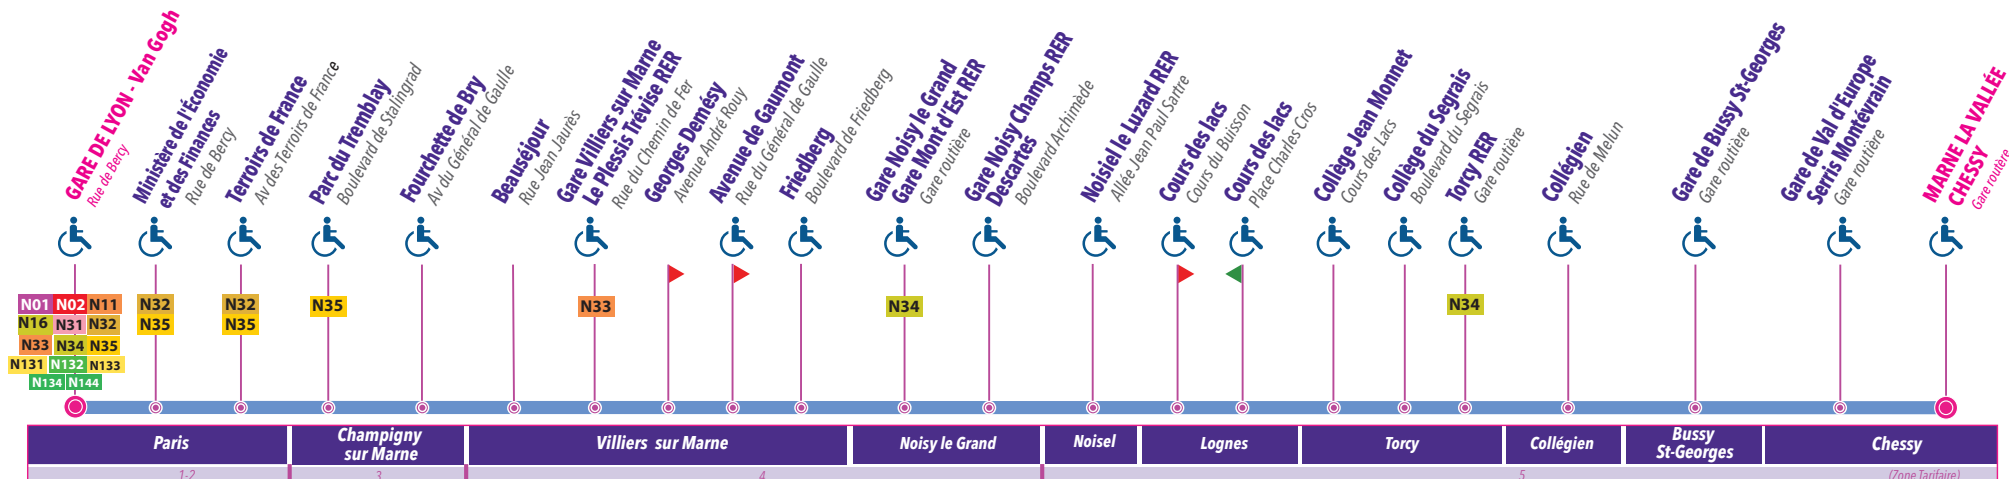 GARE DE LYON - Van Gogh
Rue de Bercy
Ministère de l'Économie
et des Finances
Rue de Bercy
Terroirs de France
Av des Terroirs de France
Parc du Tremblay
Boulevard de Stalingrad
Fourchette de Bry
Av du Général de Gaulle
Beauséjour
Rue Jean Jaurès
Gare Villiers sur Marne
Le Plessis Trévise RER
Rue du Chemin de Fer
Georges Demésy
Avenue André Rouy
Avenue de Gaumont
Rue du Général de Gaulle
Friedberg
Boulevard de Friedberg
Gare Noisy le Grand
Gare Mont d'Est RER
Gare routière
Gare Noisy Champs RER
Descartes
Boulevard Archimède
Noisiel le Luzard RER
Allée Jean Paul Sartre
Cours des lacs
Cours du Buisson
Cours des lacs
Place Charles Cros
Collège Jean Monnet
Cours des Lacs
Collège du Segrais
Boulevard du Segrais
Torcy RER
Gare routière
Collégien
Rue de Melun
Gare de Bussy St-Georges
Gare routière
Gare de Val d'Europe
Serris Montévrain
Gare routière
MARNE LA VALLÉE
CHESSY
Gare routière
N01 N02 N11
N16 N31 N32
N33 N34 N35
N131 N132 N133
N134 N144
N32
N35
N32
N35
N35
N33
N34
N34
Paris
Champigny
sur Marne
Villiers sur Marne
Noisy le Grand
Noisel
Lognes
Torcy
Collégien
Bussy
St-Georges
Chessy
1-2
3
4
5
(Zone Tarifaire)